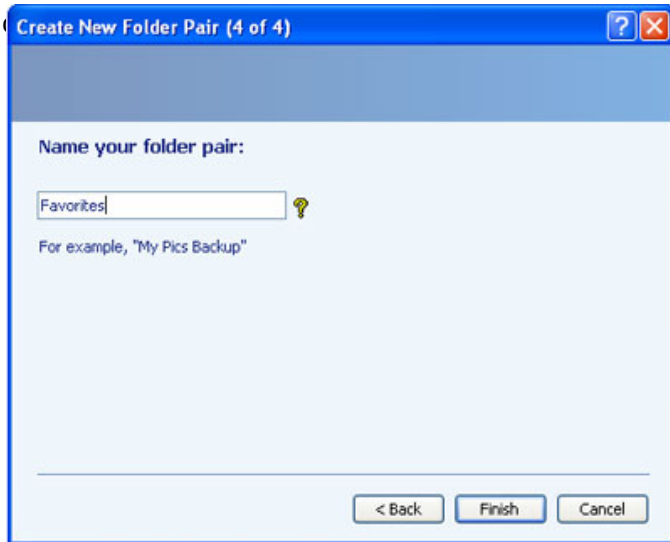 Create New Folder Pair (4 of 4)
Name your folder pair:
Favorites
For example, "My Pics Backup"
< Back Finish Cancel